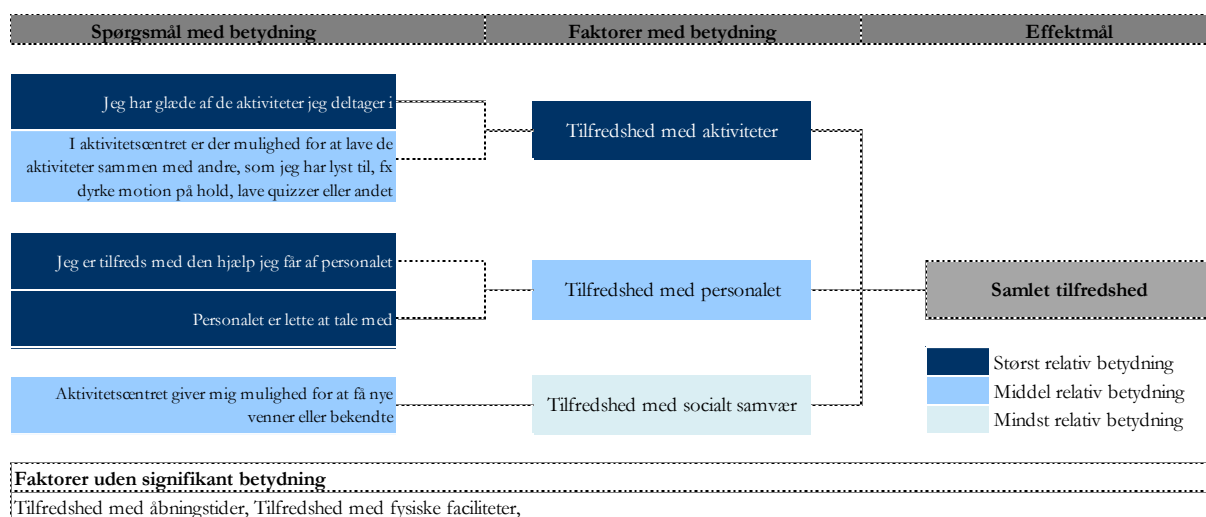 Spørgsmål med betydning
Faktorer med betydning
Effektmål
Jeg har glæde af de aktiviteter jeg deltager i
I aktivitetscentret er der mulighed for at lave de
aktiviteter sammen med andre, som jeg har lyst til, fx
dyrke motion på hold, lave quizzer eller andet
Tilfredshed med aktiviteter
Jeg er tilfreds med den hjælp jeg får af personalet
Personalet er lette at tale med
Tilfredshed med personalet
Samlet tilfredshed
Aktivitetscentret giver mig mulighed for at få nye
venner eller bekendte
Tilfredshed med socialt samvær
Størst relativ betydning
Middel relativ betydning
Mindst relativ betydning
Faktorer uden signifikant betydning
Tilfredshed med åbningstider, Tilfredshed med fysiske faciliteter,